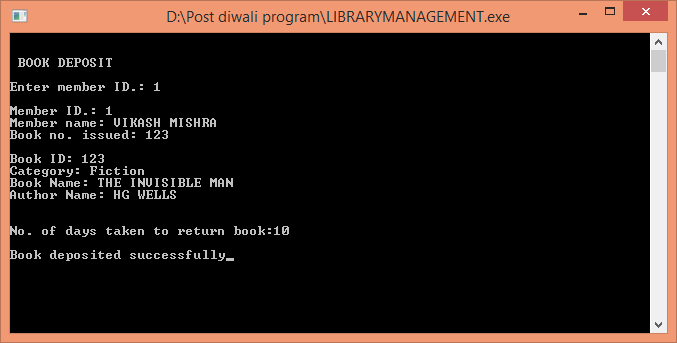 D:\Post diwali program\LIBRARYMANAGEMENT.exe
BOOK DEPOSIT
Enter member ID.: 1
Member ID.: 1
Member name: VIKASH MISHRA
Book no. issued: 123
Book ID: 123
Category: Fiction
Book Name: THE INVISIBLE MAN
Author Name: HG WELLS
No. of days taken to return book:10
Book deposited successfully_